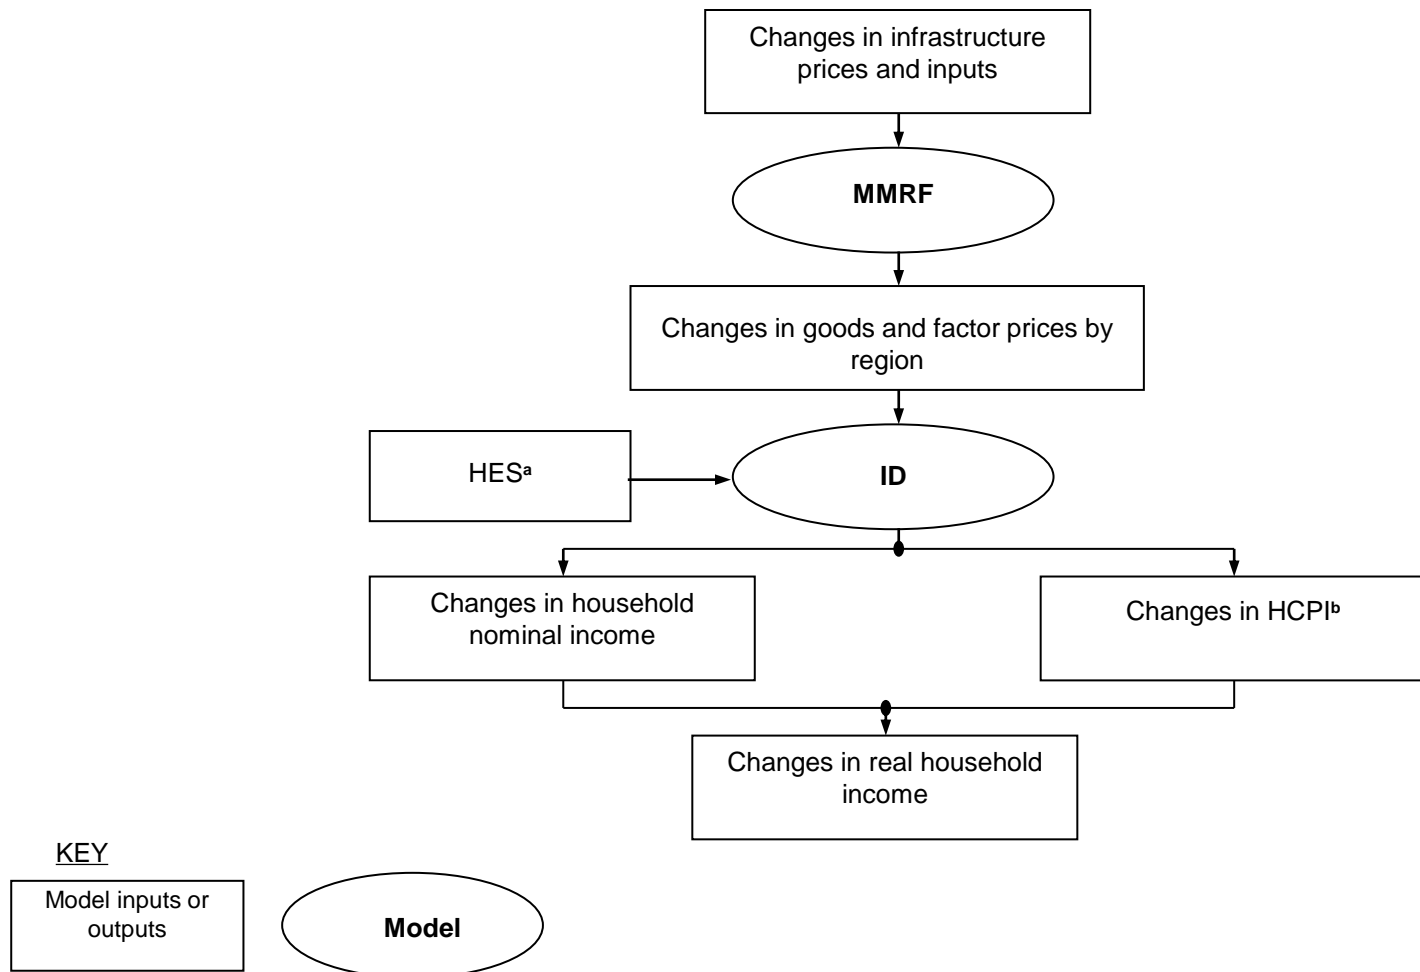 Changes in infrastructure
prices and inputs
MMRF
Changes in goods and factor prices by
region
HESᵃ
ID
Changes in household
nominal income
Changes in HCPIᵇ
Changes in real household
income
KEY
Model inputs or
outputs
Model